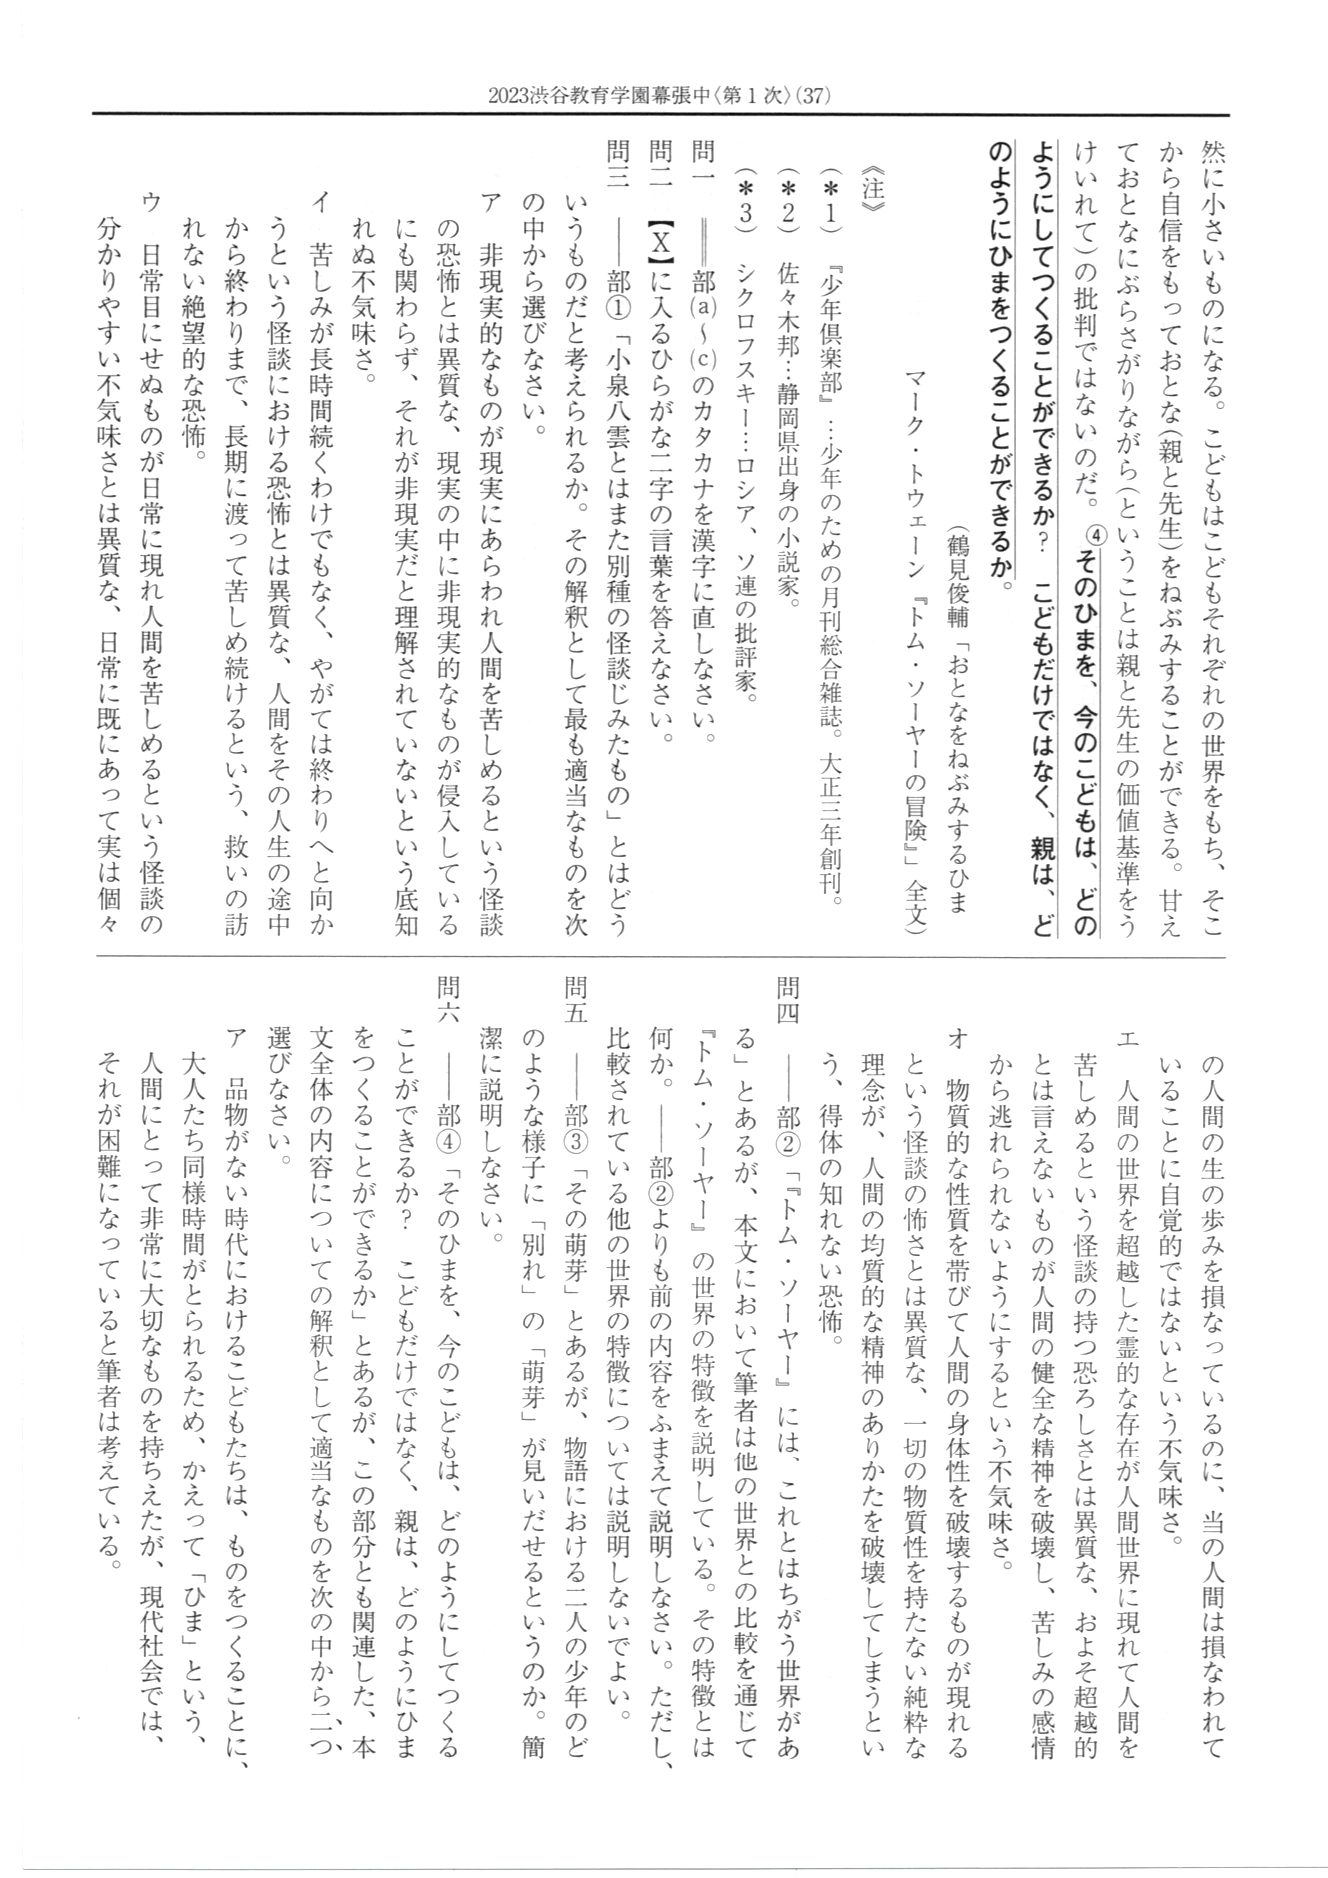 2023渋谷教育学園幕張中〈第1次〉(37)
然に小さいものになる。こどもはこどもそれぞれの世界をもち、そこ
から自信をもっておとな(親と先生)をねぶみすることができる。甘え
ておとなにぶらさがりながら(ということは親と先生の価値基準をう
けいれて)の批判ではないのだ。④そのひまを、今のこどもは、どの
ようにしてつくることができるか? こどもだけではなく、親は、ど
のようにひまをつくることができるか。
(鶴見俊輔「おとなをねぶみするひま
マーク・トウェーン『トム・ソーヤーの冒険』」全文)
《注》
(*1) 『少年倶楽部』…少年のための月刊総合雑誌。大正三年創刊。
(*2) 佐々木邦…静岡県出身の小説家。
(*3) シクロフスキー…ロシア、ソ連の批評家。
問一 ══部(a)~(c)のカタカナを漢字に直しなさい。
問二 【X】に入るひらがな二字の言葉を答えなさい。
問三 ――部①「小泉八雲とはまた別種の怪談じみたもの」とはどう
いうものだと考えられるか。その解釈として最も適当なものを次
の中から選びなさい。
ア 非現実的なものが現実にあらわれ人間を苦しめるという怪談
の恐怖とは異質な、現実の中に非現実的なものが侵入している
にも関わらず、それが非現実だと理解されていないという底知
れぬ不気味さ。
イ 苦しみが長時間続くわけでもなく、やがては終わりへと向か
うという怪談における恐怖とは異質な、人間をその人生の途中
から終わりまで、長期に渡って苦しめ続けるという、救いの訪
れない絶望的な恐怖。
ウ 日常目にせぬものが日常に現れ人間を苦しめるという怪談の
分かりやすい不気味さとは異質な、日常に既にあって実は個々
の人間の生の歩みを損なっているのに、当の人間は損なわれて
いることに自覚的ではないという不気味さ。
エ 人間の世界を超越した霊的な存在が人間世界に現れて人間を
苦しめるという怪談の持つ恐ろしさとは異質な、およそ超越的
とは言えないものが人間の健全な精神を破壊し、苦しみの感情
から逃れられないようにするという不気味さ。
オ 物質的な性質を帯びて人間の身体性を破壊するものが現れる
という怪談の怖さとは異質な、一切の物質性を持たない純粋な
理念が、人間の均質的な精神のありかたを破壊してしまうとい
う、得体の知れない恐怖。
問四 ――部②「『トム・ソーヤー』には、これとはちがう世界があ
る」とあるが、本文において筆者は他の世界との比較を通じて
『トム・ソーヤー』の世界の特徴を説明している。その特徴とは
何か。――部②よりも前の内容をふまえて説明しなさい。ただし、
比較されている他の世界の特徴については説明しないでよい。
問五 ――部③「その萌芽」とあるが、物語における二人の少年のど
のような様子に「別れ」の「萌芽」が見いだせるというのか。簡
潔に説明しなさい。
問六 ――部④「そのひまを、今のこどもは、どのようにしてつくる
ことができるか? こどもだけではなく、親は、どのようにひま
をつくることができるか」とあるが、この部分とも関連した、本
文全体の内容についての解釈として適当なものを次の中から二つ
選びなさい。
ア 品物がない時代におけるこどもたちは、ものをつくることに、
大人たち同様時間がとられるため、かえって「ひま」という、
人間にとって非常に大切なものを持ちえたが、現代社会では、
それが困難になっていると筆者は考えている。